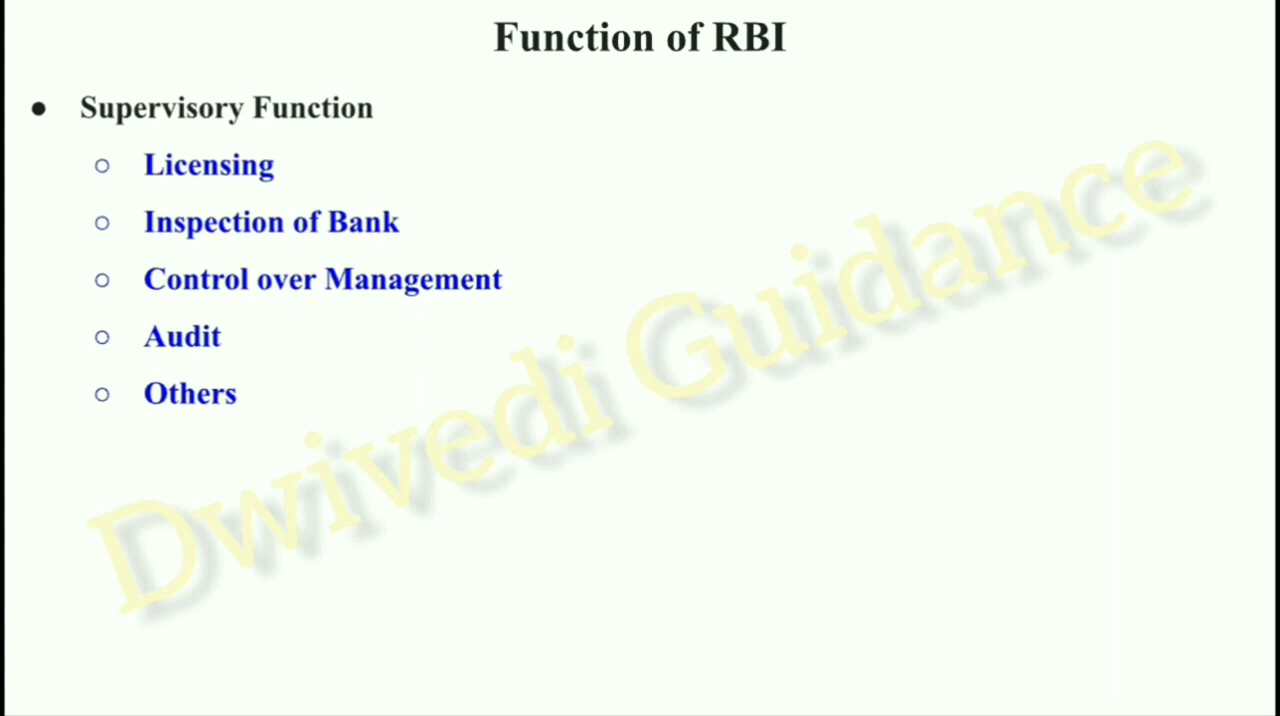 Function of RBI
● Supervisory Function
○ Licensing
○ Inspection of Bank
○ Control over Management
○ Audit
○ Others
Dwivedi Guidance